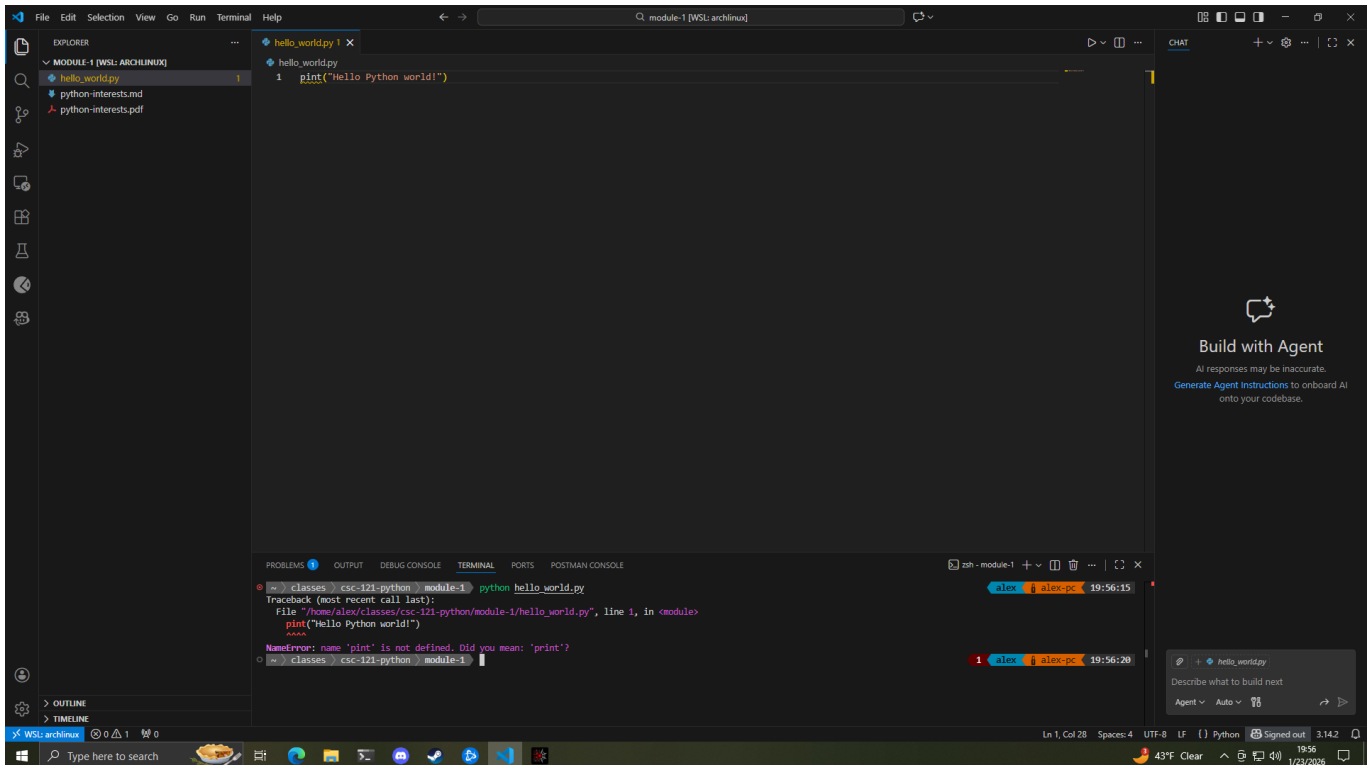 File Edit Selection View Go Run Terminal Help
module-1 [WSL: archlinux]
EXPLORER
MODULE-1 [WSL: ARCHLINUX]
hello_world.py 1
python-interests.md
python-interests.pdf
OUTLINE
TIMELINE
hello_world.py 1
hello_world.py
1 pint("Hello Python world!")
PROBLEMS 1 OUTPUT DEBUG CONSOLE TERMINAL PORTS POSTMAN CONSOLE
zsh - module-1
~ classes csc-121-python module-1 python hello_world.py alex alex-pc 19:56:15
Traceback (most recent call last):
File "/home/alex/classes/csc-121-python/module-1/hello_world.py", line 1, in <module>
pint("Hello Python world!")
^^^^
NameError: name 'pint' is not defined. Did you mean: 'print'?
~ classes csc-121-python module-1 1 alex alex-pc 19:56:20
CHAT
Build with Agent
AI responses may be inaccurate.
Generate Agent Instructions to onboard AI
onto your codebase.
hello_world.py
Describe what to build next
Agent Auto
WSL: archlinux 0 1 0 Ln 1, Col 28 Spaces: 4 UTF-8 LF {} Python Signed out 3.14.2
Type here to search 43°F Clear 19:56
1/23/2026